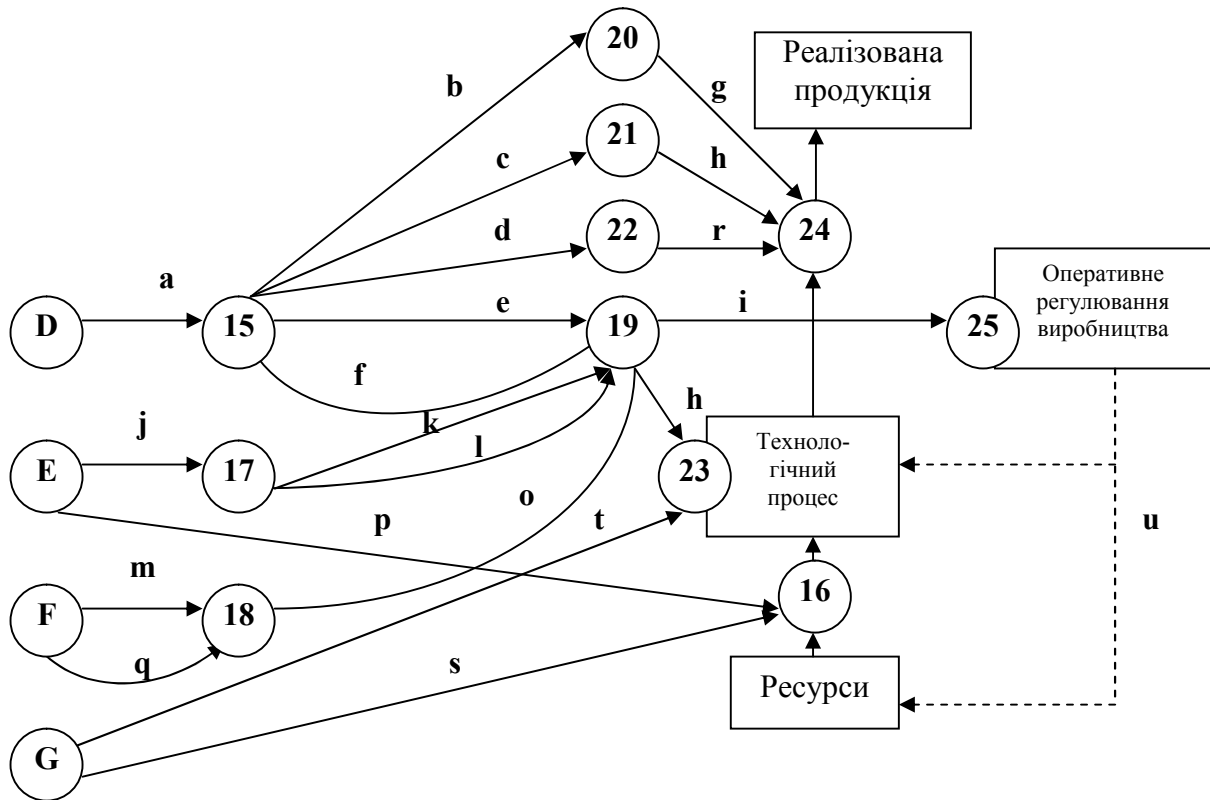 20
Реалізована
продукція
b
g
21
c
h
22
d
r
24
a
e
i
Оперативне
регулювання
виробництва
D
15
19
25
f
h
j
k
l
Техноло-
гічний
процес
E
17
23
o
p
t
u
m
F
18
16
q
s
Ресурси
G